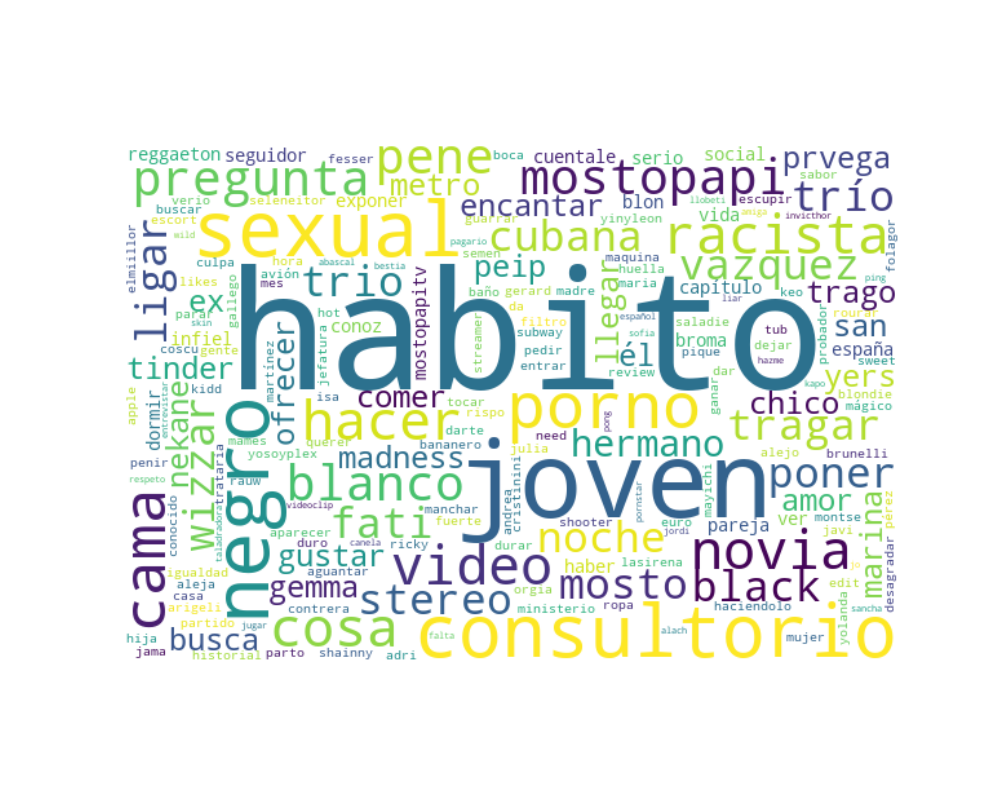 reggaeton seguidor fesser pene boca cuentale serio social prvega
pregunta metro mostopapi sabor trío
verio seleneitor exponer encantar blon llobeti escupir
buscar escort guarrar yinyleon vida amiga invicthor
elmiillor wild ligar sexual pagario semen cubana racista folagor
culpa hora abascal bestia peip maquina vazquez ping
likes avión trio baño gerard madre huella maria capítulo liar keo trago
ex mes gallego hot mostopapitv da llegar español
parar skin conoz filtro subway él saladie tub rourar san
infiel jefatura streamer pedir entrar broma probador españa
coscu gente martínez habito review sofia pique dejar hazme sweet
tinder ofrecer dar ganar yers
kidd isa comer tocar porno kapo blondie
apple entrevistar dormir nekane wizzar negro hacer rispo darte pong chico mágico
mames querer bananero need julia hermano tragar
penir yosoyplex madness joven alejo brunelli
respeto rauw blanco andrea cristinini pornstar mayichi poner
trataria taladradora videoclip manchar amor
conocido cama aparecer fati fuerte shooter euro pareja ver montse
duro canela ricky durar noche jordi javi pérez
gustar video haber lasirena novia marina desagradar
igualdad aleja aguantar gemma orgia mosto black edit
casa arigeli contrera stereo ministerio ropa haciendolo sancha
partido jugar cosa consultorio yolanda
hija busca falta alach mujer
jama historial parto shainny adri